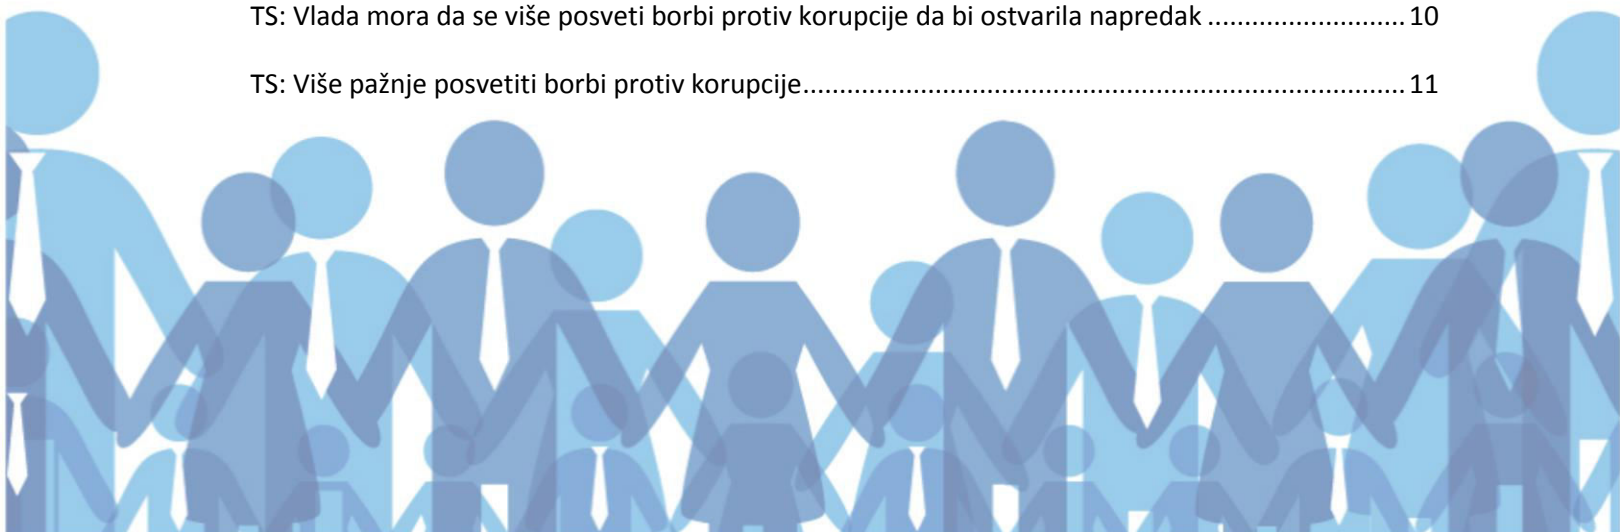 TS: Vlada mora da se više posveti borbi protiv korupcije da bi ostvarila napredak .......................... 10
TS: Više pažnje posvetiti borbi protiv korupcije................................................................................ 11